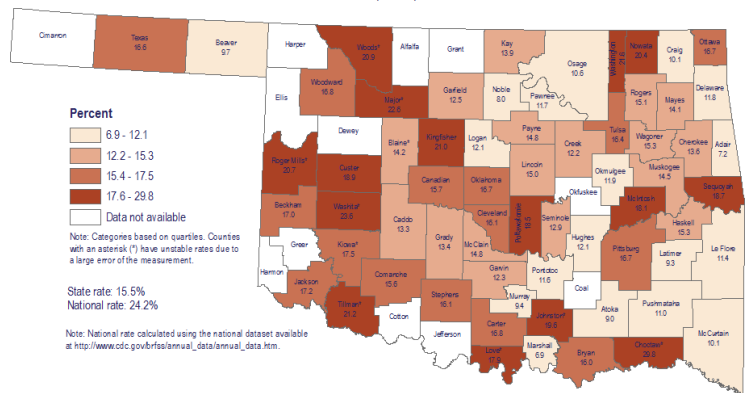 Cimarron
Texas
16.6
Beaver
9.7
Harper
Woods*
20.9
Alfalfa
Grant
Kay
13.9
Osage
10.6
Washington
21.6
Nowata
20.4
Craig
10.1
Ottawa
16.7
Ellis
Woodward
16.8
Major*
22.6
Garfield
12.5
Noble
8.0
Pawnee
11.7
Rogers
15.1
Mayes
14.1
Delaware
11.8
Dewey
Blaine*
14.2
Kingfisher
21.0
Logan
12.1
Payne
14.8
Creek
12.2
Tulsa
16.4
Wagoner
15.3
Cherokee
13.6
Adair
7.2
Roger Mills*
20.7
Custer
18.9
Canadian
15.7
Oklahoma
16.7
Lincoln
15.0
Okfuskee
Okmulgee
11.9
Muskogee
14.5
McIntosh
18.1
Sequoyah
18.7
Beckham
17.0
Washita*
23.6
Caddo
13.3
Grady
13.4
Cleveland
16.1
McClain
14.8
Pottawatomie
18.5
Seminole
12.9
Hughes
12.1
Pittsburg
16.7
Haskell
15.3
Latimer
9.3
Le Flore
11.4
Greer
Kiowa*
17.5
Harmon
Jackson
17.2
Comanche
15.6
Tillman*
21.2
Cotton
Stephens
16.1
Jefferson
Garvin
12.3
Murray
9.4
Pontotoc
11.6
Coal
Carter
16.8
Johnston*
19.6
Atoka
9.0
Pushmataha
11.0
McCurtain
10.1
Love*
17.9
Marshall
6.9
Bryan
16.0
Choctaw*
29.8
Percent
6.9 - 12.1
12.2 - 15.3
15.4 - 17.5
17.6 - 29.8
Data not available
Note: Categories based on quartiles. Counties
with an asterisk (*) have unstable rates due to
a large error of the measurement.
State rate: 15.5%
National rate: 24.2%
Note: National rate calculated using the national dataset available
at http://www.cdc.gov/brfss/annual_data/annual_data.htm.